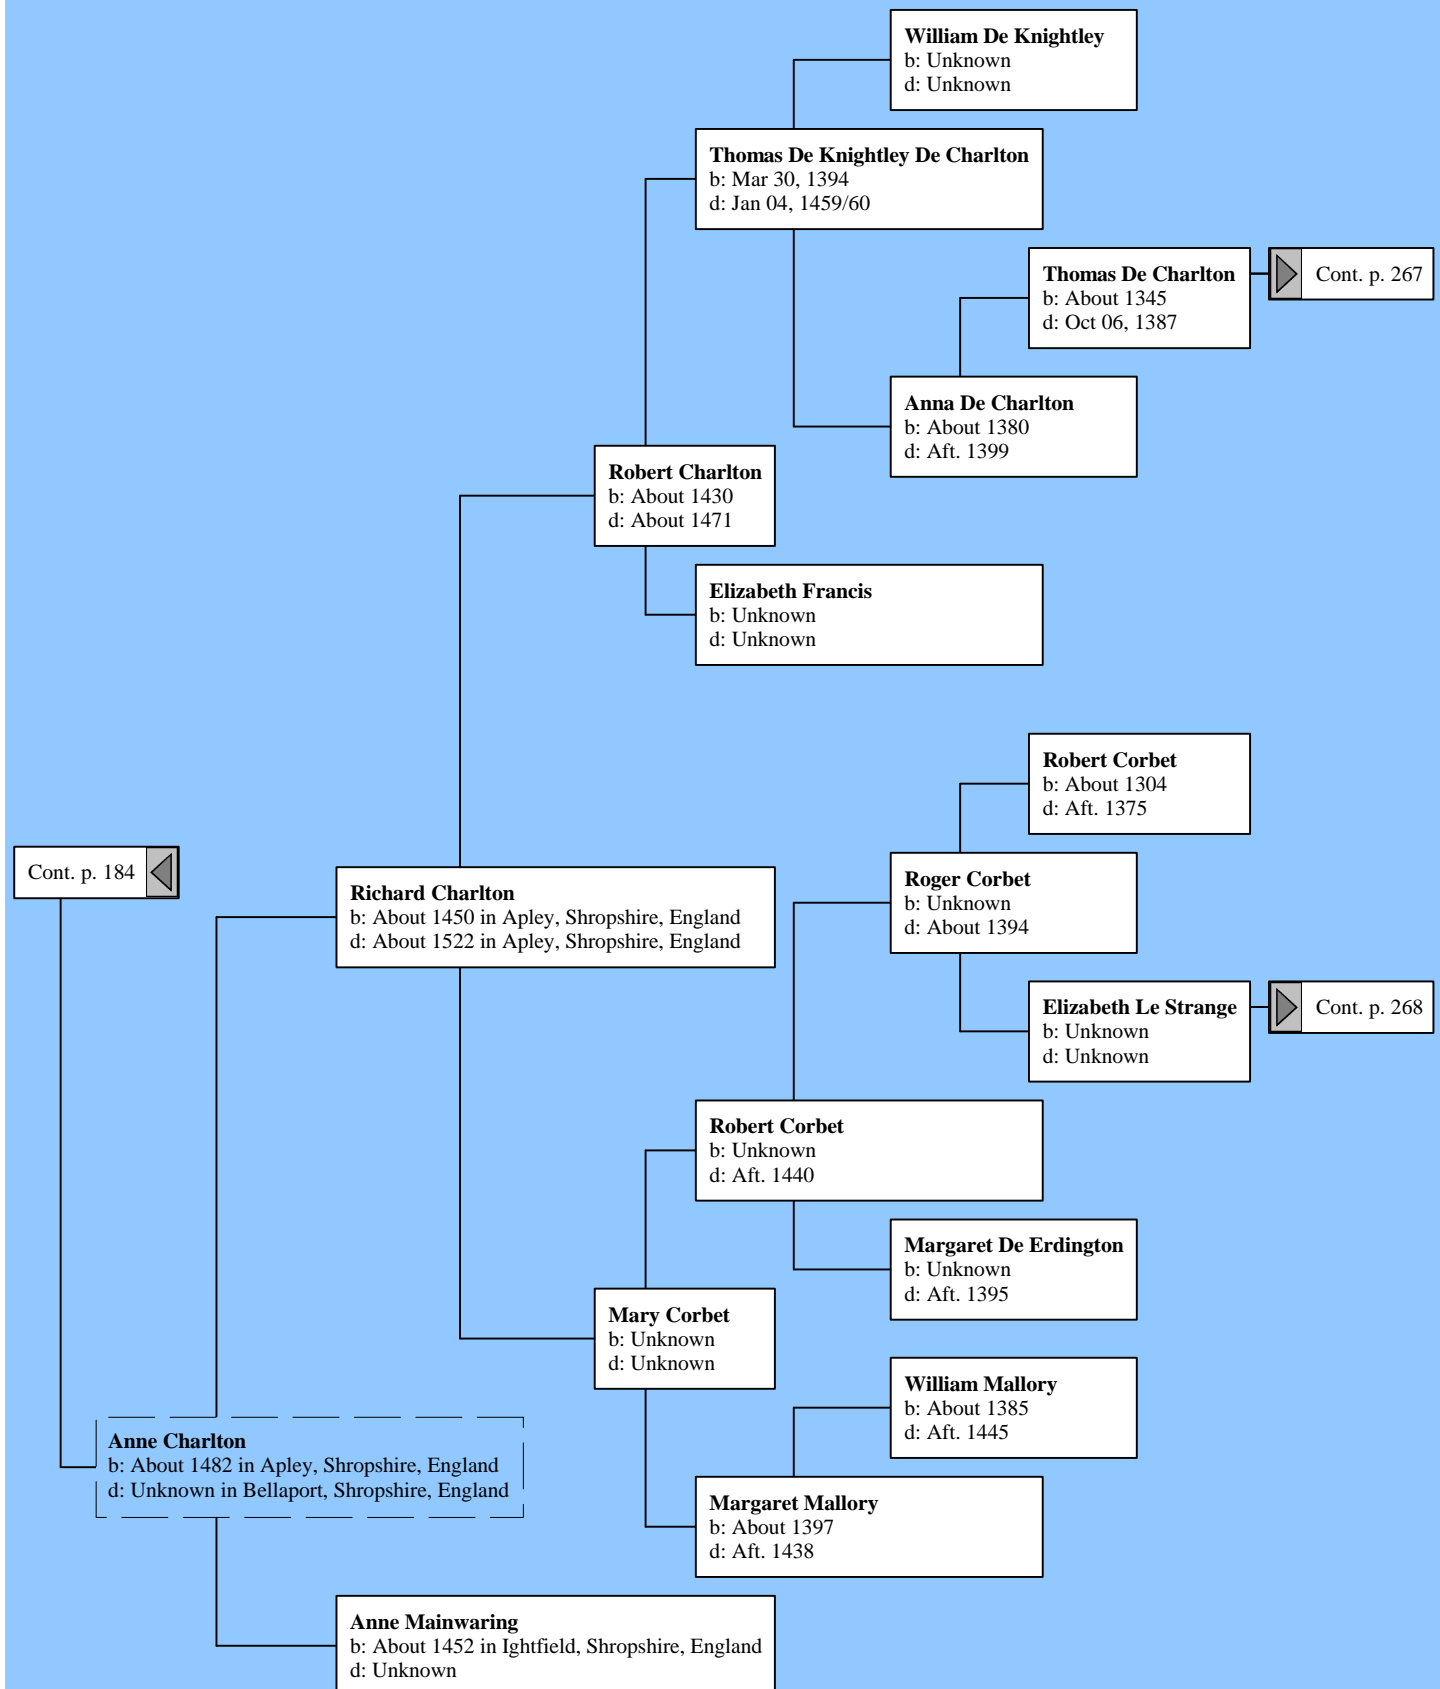 William De Knightley
b: Unknown
d: Unknown
Thomas De Knightley De Charlton
b: Mar 30, 1394
d: Jan 04, 1459/60
Thomas De Charlton
b: About 1345
d: Oct 06, 1387
Cont. p. 267
Anna De Charlton
b: About 1380
d: Aft. 1399
Robert Charlton
b: About 1430
d: About 1471
Elizabeth Francis
b: Unknown
d: Unknown
Robert Corbet
b: About 1304
d: Aft. 1375
Cont. p. 184
Roger Corbet
b: Unknown
d: About 1394
Richard Charlton
b: About 1450 in Apley, Shropshire, England
d: About 1522 in Apley, Shropshire, England
Elizabeth Le Strange
b: Unknown
d: Unknown
Cont. p. 268
Robert Corbet
b: Unknown
d: Aft. 1440
Margaret De Erdington
b: Unknown
d: Aft. 1395
Mary Corbet
b: Unknown
d: Unknown
William Mallory
b: About 1385
d: Aft. 1445
Anne Charlton
b: About 1482 in Apley, Shropshire, England
d: Unknown in Bellaport, Shropshire, England
Margaret Mallory
b: About 1397
d: Aft. 1438
Anne Mainwaring
b: About 1452 in Ightfield, Shropshire, England
d: Unknown